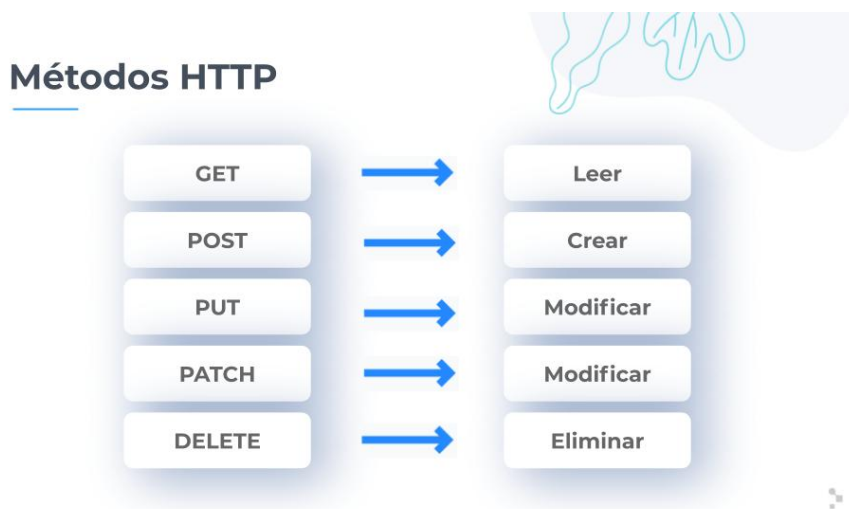 Métodos HTTP
GET
Leer
POST
Crear
PUT
Modificar
PATCH
Modificar
DELETE
Eliminar